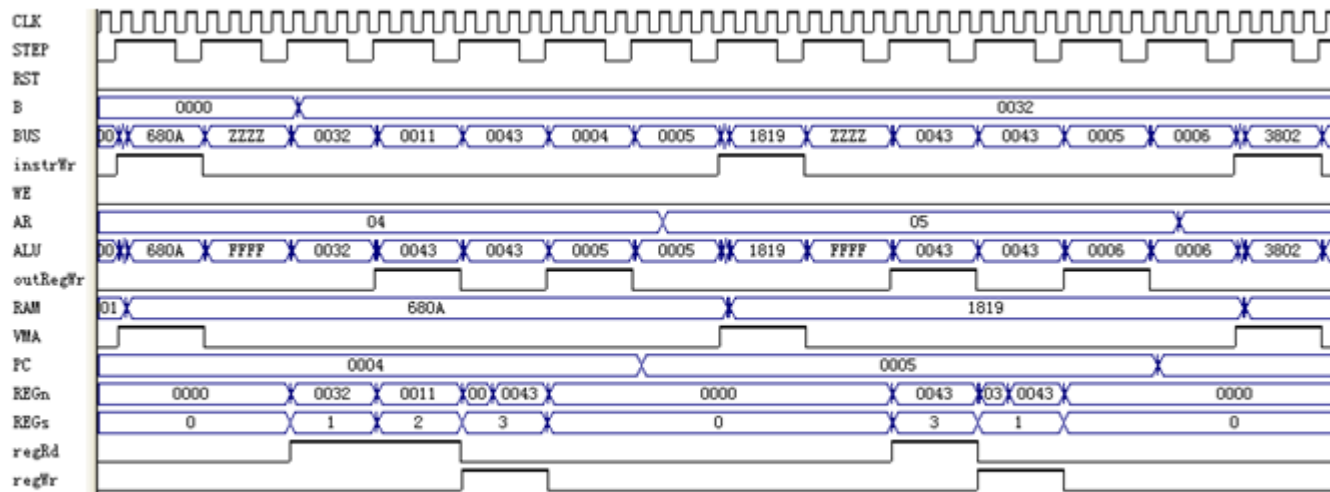 CLK
STEP
RST
B 0000 0032
BUS 00 680A ZZZZ 0032 0011 0043 0004 0005 1819 ZZZZ 0043 0043 0005 0006 3802
instrWr
WE
AR 04 05
ALU 00 680A FFFF 0032 0043 0043 0005 0005 1819 FFFF 0043 0043 0006 0006 3802
outRegWr
RAM 01 680A 1819
VMA
PC 0004 0005
REGn 0000 0032 0011 00 0043 0000 0043 03 0043 0000
REGs 0 1 2 3 0 3 1 0
regRd
regWr